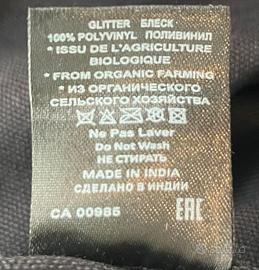 GLITTER БЛЕСК
100% POLYVINYL ПОЛИВИНИЛ
* ISSU DE L'AGRICULTURE
BIOLOGIQUE
* FROM ORGANIC FARMING
* ИЗ ОРГАНИЧЕСКОГО
СЕЛЬСКОГО ХОЗЯЙСТВА
Ne Pas Laver
Do Not Wash
НЕ СТИРАТЬ
MADE IN INDIA
СДЕЛАНО В ИНДИИ
CA 00985 EAC